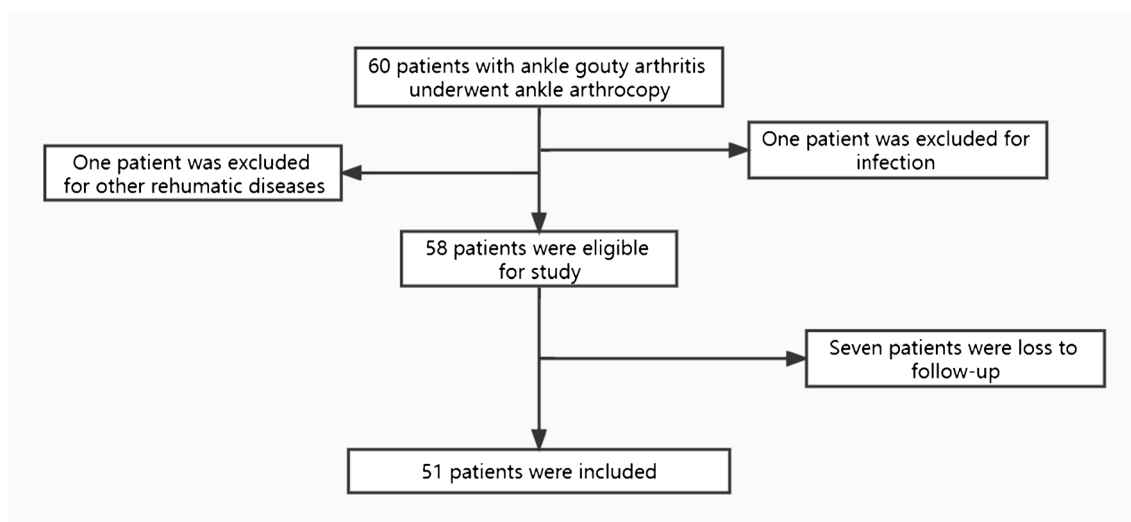 60 patients with ankle gouty arthritis
underwent ankle arthrocopy
One patient was excluded for
infection
One patient was excluded
for other rehumatic diseases
58 patients were eligible
for study
Seven patients were loss to
follow-up
51 patients were included